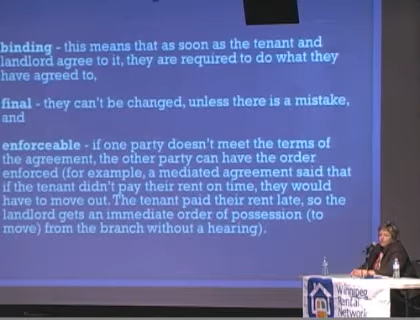 binding - this means that as soon as the tenant and
landlord agree to it, they are required to do what they
have agreed to,
final - they can't be changed, unless there is a mistake,
and
enforceable - if one party doesn't meet the terms of
the agreement, the other party can have the order
enforced (for example, a mediated agreement said that
if the tenant didn't pay their rent on time, they would
have to move out. The tenant paid their rent late, so the
landlord gets an immediate order of possession (to
move) from the branch without a hearing).
Winnipeg
Rental
Network